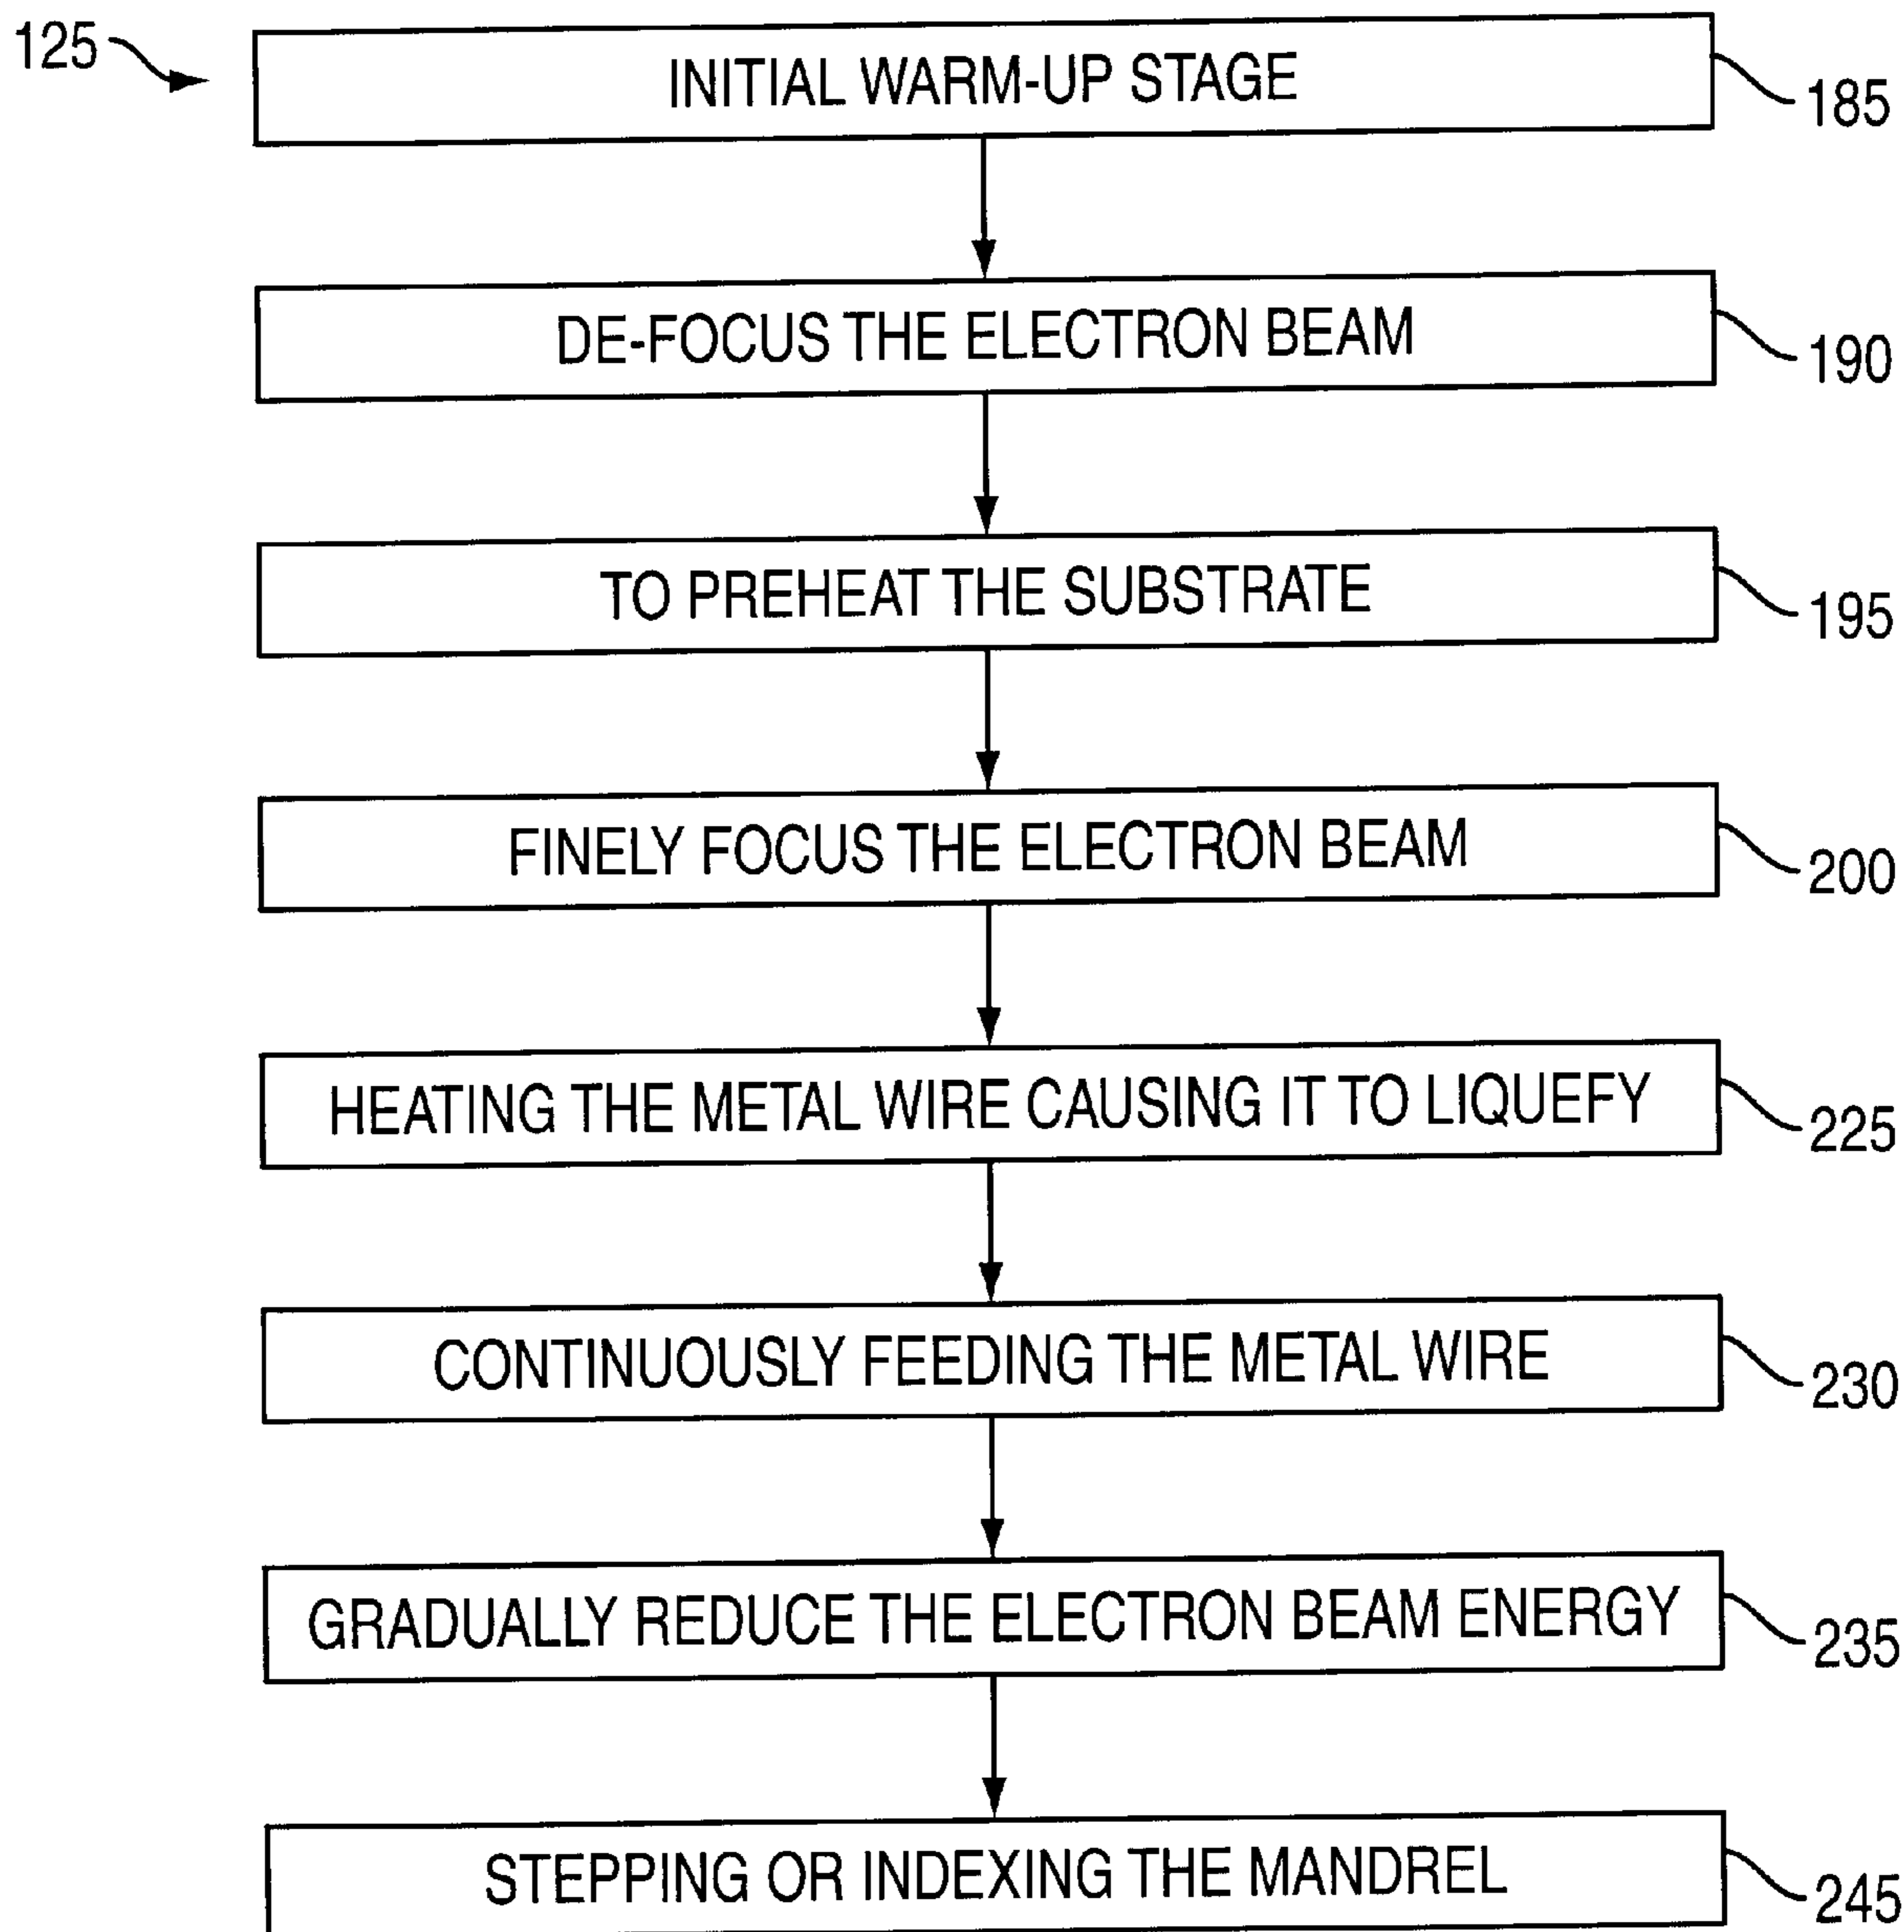 125
INITIAL WARM-UP STAGE
185
DE-FOCUS THE ELECTRON BEAM
190
TO PREHEAT THE SUBSTRATE
195
FINELY FOCUS THE ELECTRON BEAM
200
HEATING THE METAL WIRE CAUSING IT TO LIQUEFY
225
CONTINUOUSLY FEEDING THE METAL WIRE
230
GRADUALLY REDUCE THE ELECTRON BEAM ENERGY
235
STEPPING OR INDEXING THE MANDREL
245